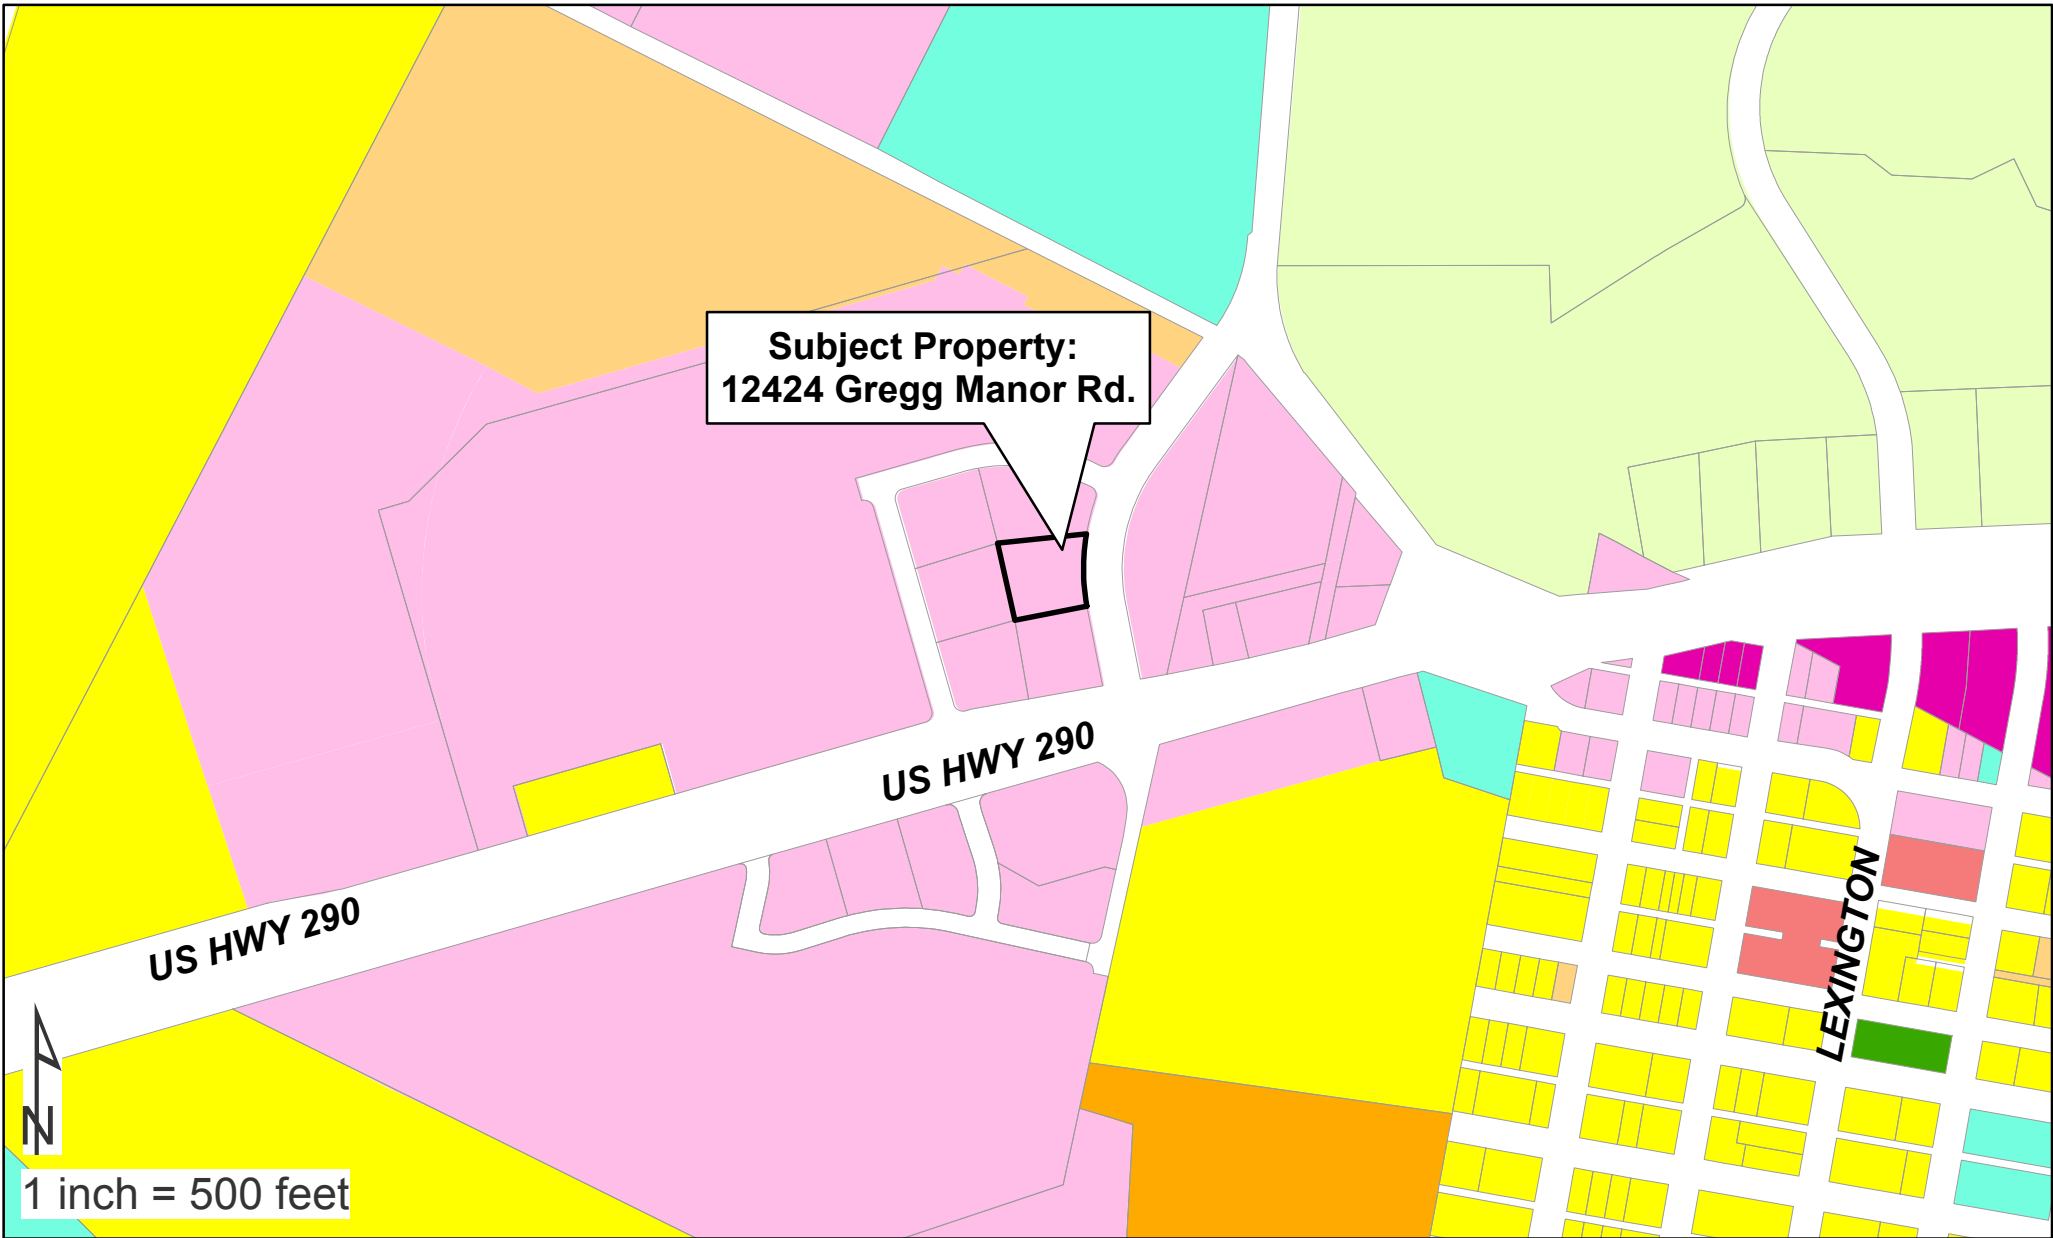 Subject Property:
12424 Gregg Manor Rd.
US HWY 290
US HWY 290
LEXINGTON
N
1 inch = 500 feet